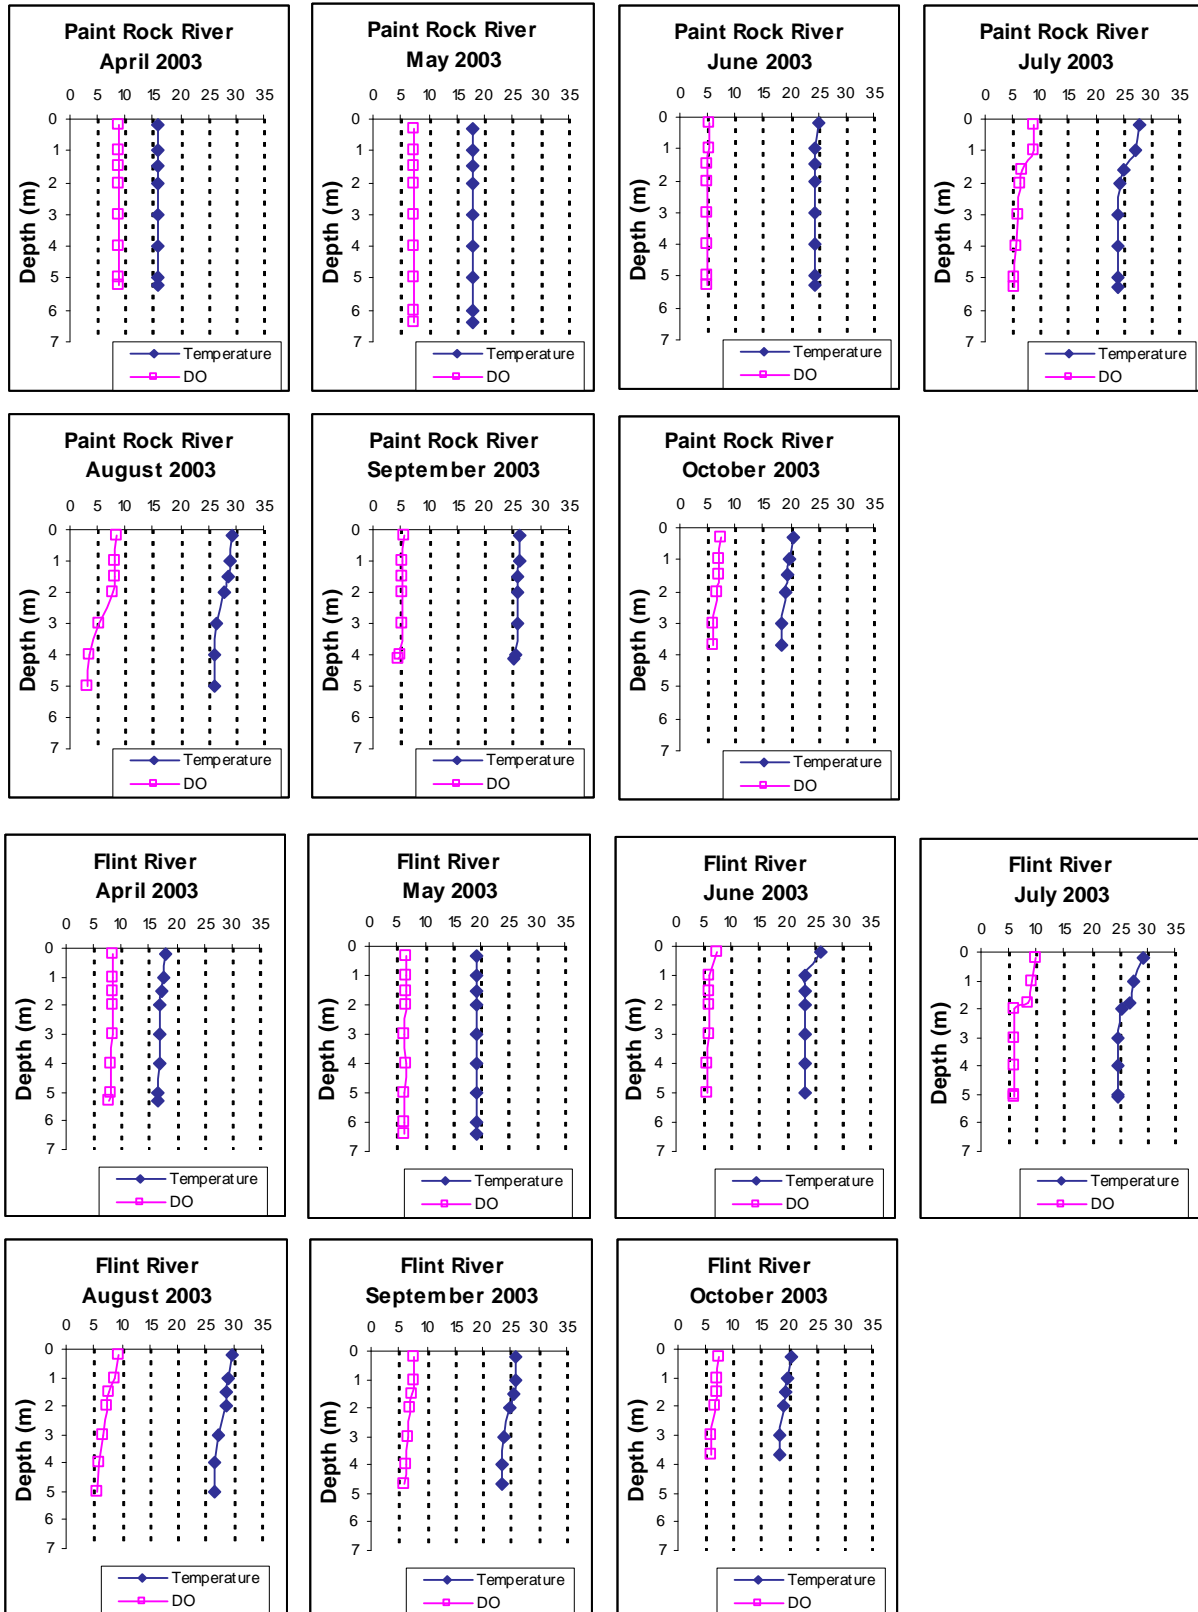 Paint Rock River
April 2003
0 5 10 15 20 25 30 35
0
1
2
3
4
5
6
7
Depth (m)
Temperature
DO
Paint Rock River
May 2003
0 5 10 15 20 25 30 35
0
1
2
3
4
5
6
7
Depth (m)
Temperature
DO
Paint Rock River
June 2003
0 5 10 15 20 25 30 35
0
1
2
3
4
5
6
7
Depth (m)
Temperature
DO
Paint Rock River
July 2003
0 5 10 15 20 25 30 35
0
1
2
3
4
5
6
7
Depth (m)
Temperature
DO
Paint Rock River
August 2003
0 5 10 15 20 25 30 35
0
1
2
3
4
5
6
7
Depth (m)
Temperature
DO
Paint Rock River
September 2003
0 5 10 15 20 25 30 35
0
1
2
3
4
5
6
7
Depth (m)
Temperature
DO
Paint Rock River
October 2003
0 5 10 15 20 25 30 35
0
1
2
3
4
5
6
7
Depth (m)
Temperature
DO
Flint River
April 2003
0 5 10 15 20 25 30 35
0
1
2
3
4
5
6
7
Depth (m)
Temperature
DO
Flint River
May 2003
0 5 10 15 20 25 30 35
0
1
2
3
4
5
6
7
Depth (m)
Temperature
DO
Flint River
June 2003
0 5 10 15 20 25 30 35
0
1
2
3
4
5
6
7
Depth (m)
Temperature
DO
Flint River
July 2003
0 5 10 15 20 25 30 35
0
1
2
3
4
5
6
7
Depth (m)
Temperature
DO
Flint River
August 2003
0 5 10 15 20 25 30 35
0
1
2
3
4
5
6
7
Depth (m)
Temperature
DO
Flint River
September 2003
0 5 10 15 20 25 30 35
0
1
2
3
4
5
6
7
Depth (m)
Temperature
DO
Flint River
October 2003
0 5 10 15 20 25 30 35
0
1
2
3
4
5
6
7
Depth (m)
Temperature
DO